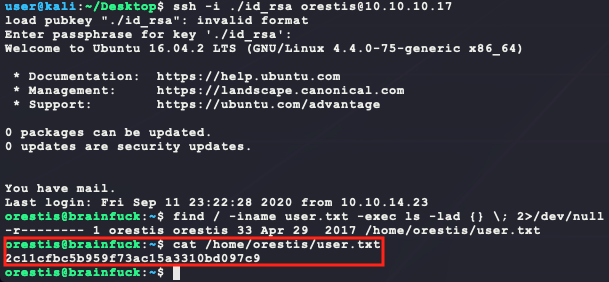 user@kali:~/Desktop$ ssh -i ./id_rsa orestis@10.10.10.17
load pubkey "./id_rsa": invalid format
Enter passphrase for key './id_rsa':
Welcome to Ubuntu 16.04.2 LTS (GNU/Linux 4.4.0-75-generic x86_64)
* Documentation: https://help.ubuntu.com
* Management: https://landscape.canonical.com
* Support: https://ubuntu.com/advantage
0 packages can be updated.
0 updates are security updates.
You have mail.
Last login: Fri Sep 11 23:22:28 2020 from 10.10.14.23
orestis@brainfuck:~$ find / -iname user.txt -exec ls -lad {} \; 2>/dev/null
-r-------- 1 orestis orestis 33 Apr 29 2017 /home/orestis/user.txt
orestis@brainfuck:~$ cat /home/orestis/user.txt
2c11cfbc5b959f73ac15a3310bd097c9
orestis@brainfuck:~$